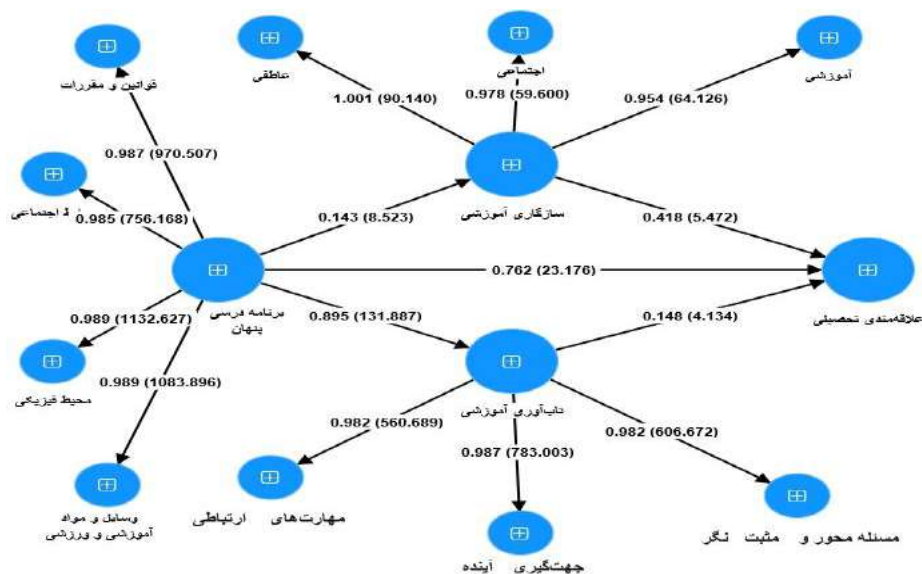 قوانین و مقررات
عاطفی
اجتماعی
آموزشی
1.001 (90.140)
0.978 (59.600)
0.954 (64.126)
0.987 (970.507)
اجتماعی
0.985 (756.168)
0.143 (8.523)
سازگاری آموزشی
0.418 (5.472)
0.762 (23.176)
برنامه درسی
پنهان
علاقه‌مندی تحصیلی
0.989 (1132.627)
0.895 (131.887)
0.148 (4.134)
محیط فیزیکی
0.989 (1083.896)
تاب‌آوری آموزشی
0.982 (560.689)
0.987 (783.003)
0.982 (606.672)
وسایل و مواد
آموزشی و ورزشی
مهارت‌های ارتباطی
جهت‌گیری آینده
مسئله محور و مثبت نگر